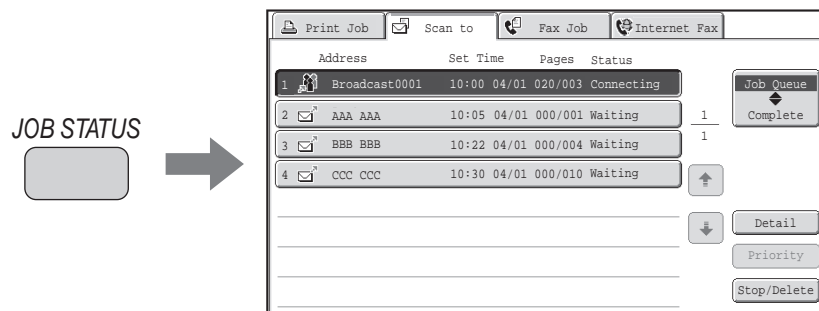 Print Job Scan to Fax Job Internet Fax
Address Set Time Pages Status
1 Broadcast0001 10:00 04/01 020/003 Connecting
2 AAA AAA 10:05 04/01 000/001 Waiting
3 BBB BBB 10:22 04/01 000/004 Waiting
4 CCC CCC 10:30 04/01 000/010 Waiting
1
1
Job Queue
Complete
Detail
Priority
Stop/Delete
JOB STATUS